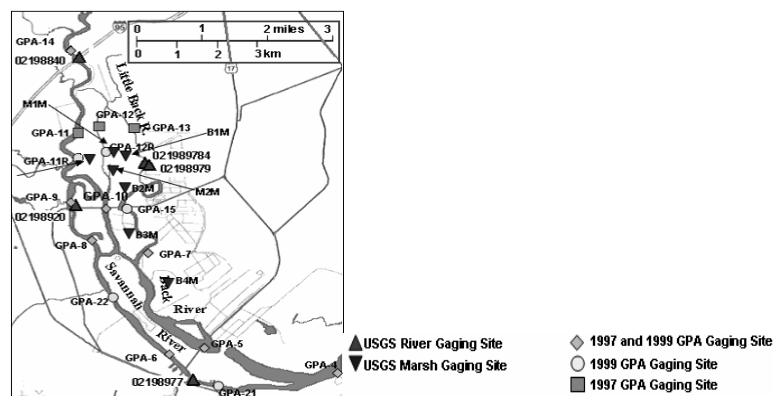 95
0 1 2 miles 3
0 1 2 3 km
GPA-14
02198840
17
Little Back R.
M1M
GPA-12
GPA-13
GPA-11
GPA-12R
B1M
GPA-11R
021989784
02198979
B2M
M2M
GPA-9
GPA-10
GPA-15
02198920
GPA-8
B3M
GPA-7
Savannah
Back
B4M
GPA-22
River
River
GPA-5
GPA-6
GPA-4
02198977
GPA-21
USGS River Gaging Site
USGS Marsh Gaging Site
1997 and 1999 GPA Gaging Site
1999 GPA Gaging Site
1997 GPA Gaging Site